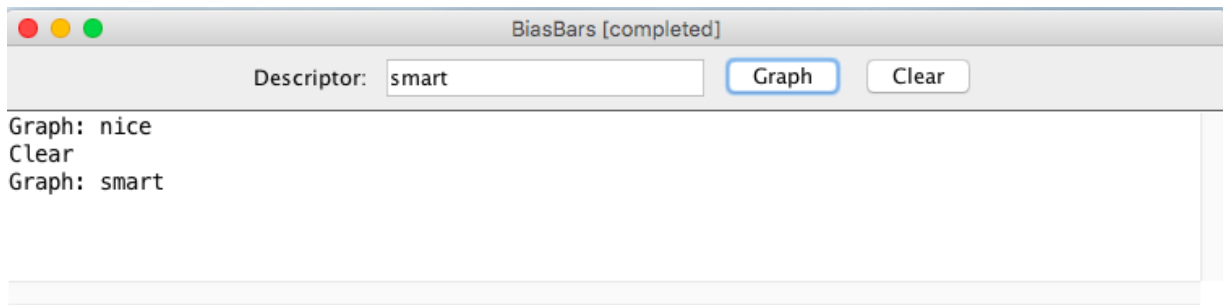 BiasBars [completed]
Descriptor: smart Graph Clear
Graph: nice
Clear
Graph: smart